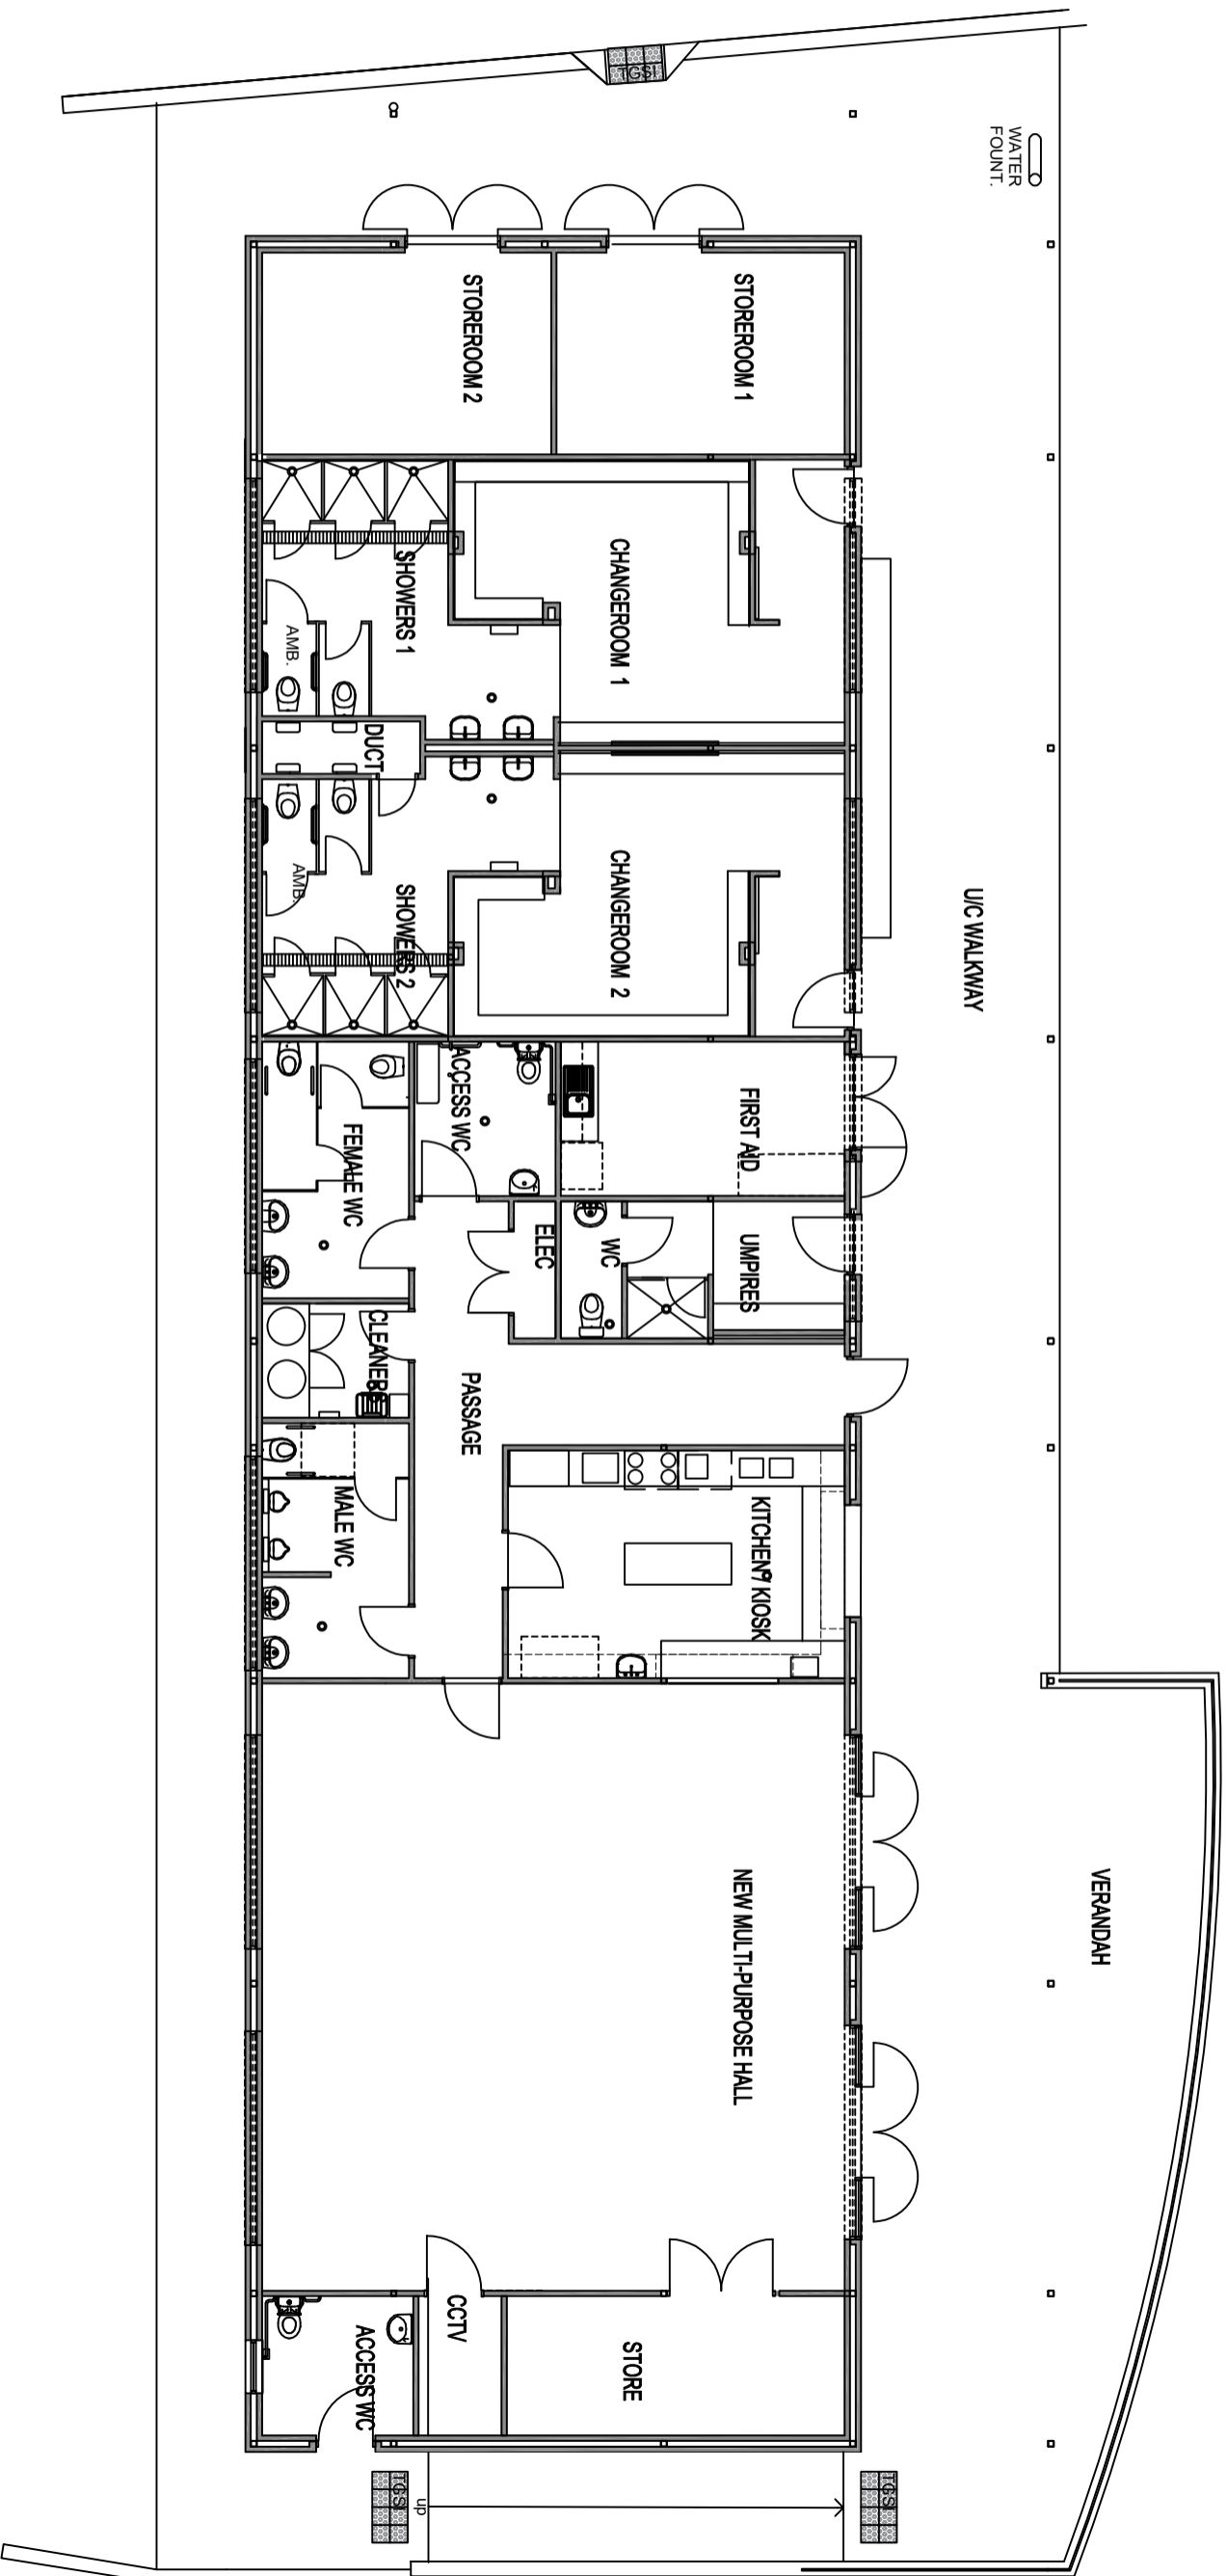 TGSI
WATER
FOUNT.
STOREROOM 2
STOREROOM 1
SHOWERS 1
CHANGEROOM 1
AMB.
DUCT
U/C WALKWAY
AMB.
SHOWERS 2
CHANGEROOM 2
ACCESS WC
FIRST AID
FEMALE WC
ELEC
WC
UMPIRES
CLEANERS
PASSAGE
MALE WC
KITCHEN / KIOSK
NEW MULTI-PURPOSE HALL
VERANDAH
ACCESS WC
CCTV
STORE
TGSI
up
TGSI